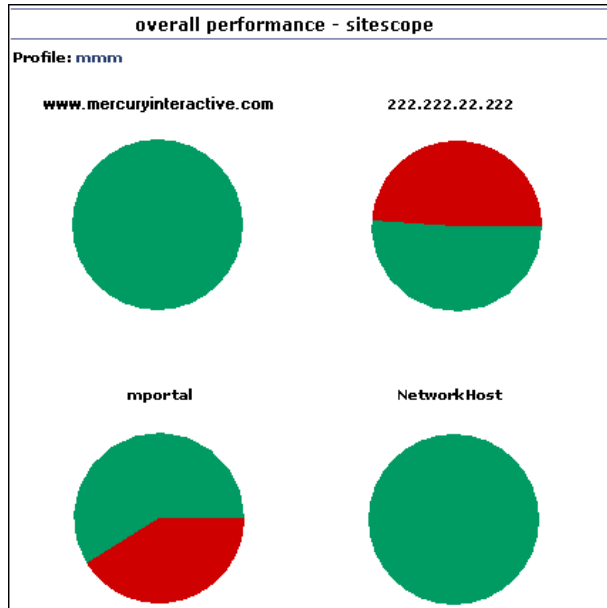 overall performance - sitescope
Profile: mmm
www.mercuryinteractive.com
222.222.22.222
mportal
NetworkHost